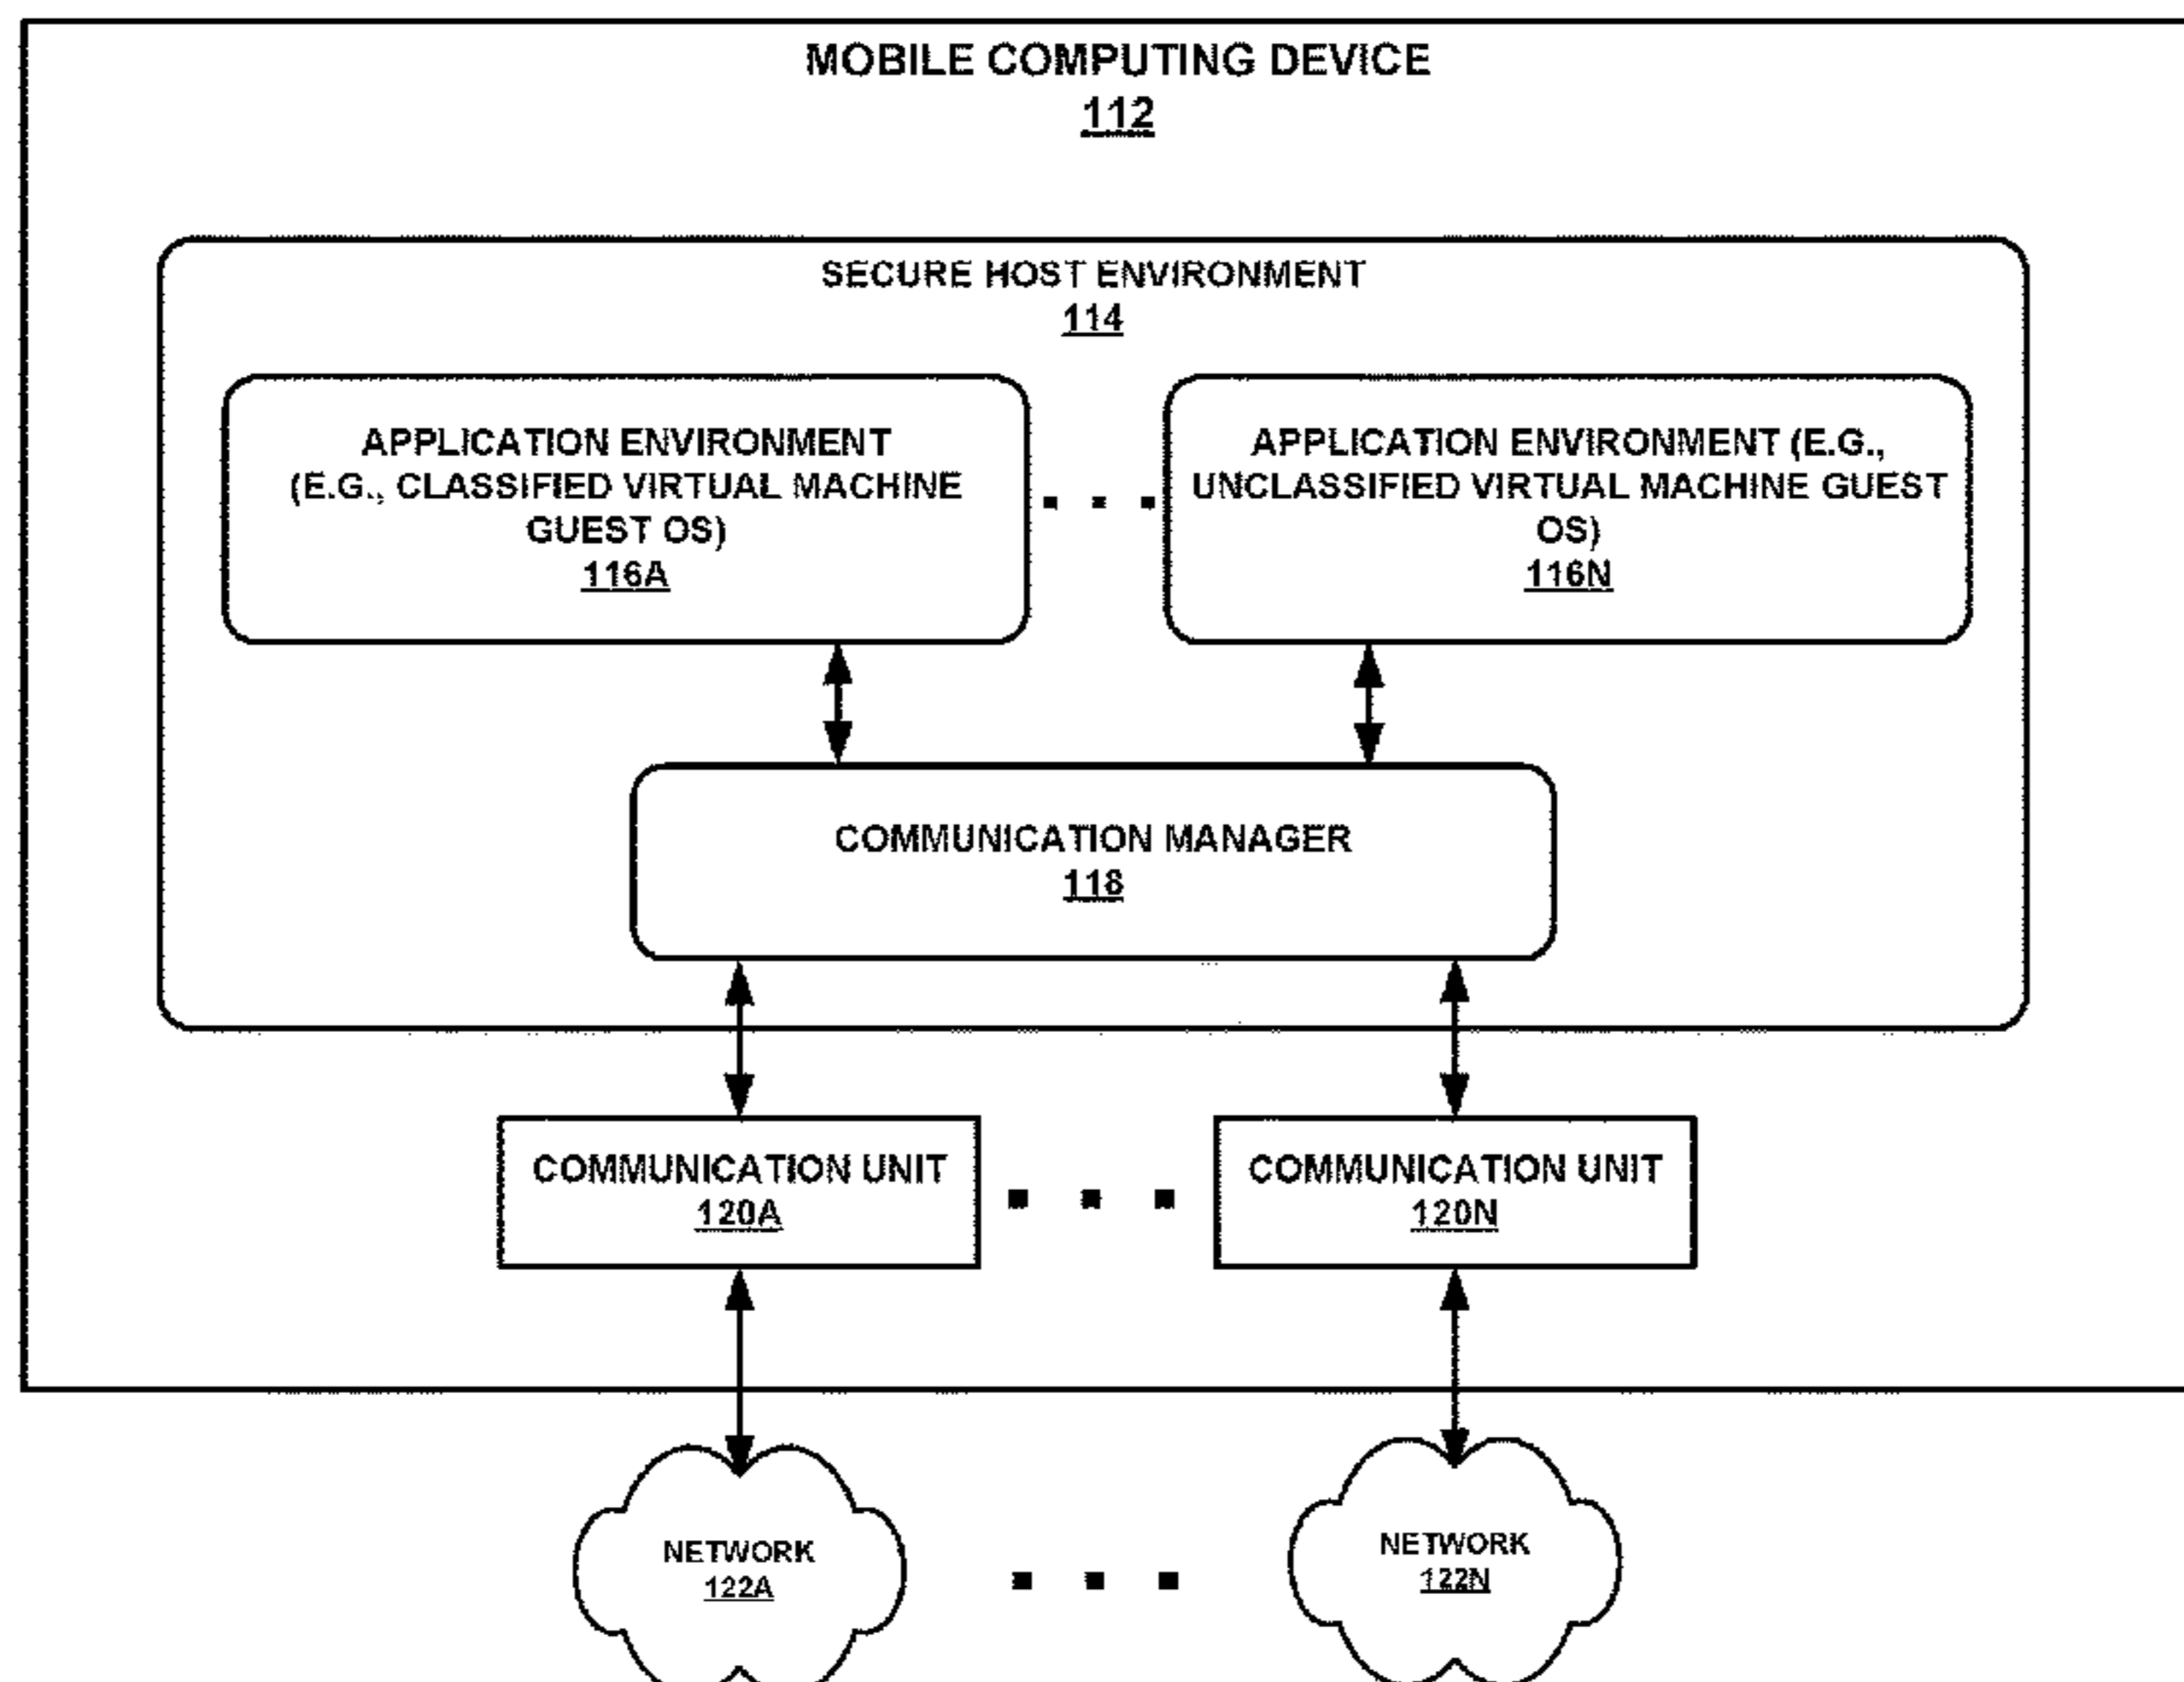 MOBILE COMPUTING DEVICE
112
SECURE HOST ENVIRONMENT
114
APPLICATION ENVIRONMENT
(E.G., CLASSIFIED VIRTUAL MACHINE
GUEST OS)
116A
APPLICATION ENVIRONMENT (E.G.,
UNCLASSIFIED VIRTUAL MACHINE GUEST
OS)
116N
COMMUNICATION MANAGER
118
COMMUNICATION UNIT
120A
COMMUNICATION UNIT
120N
NETWORK
122A
NETWORK
122N